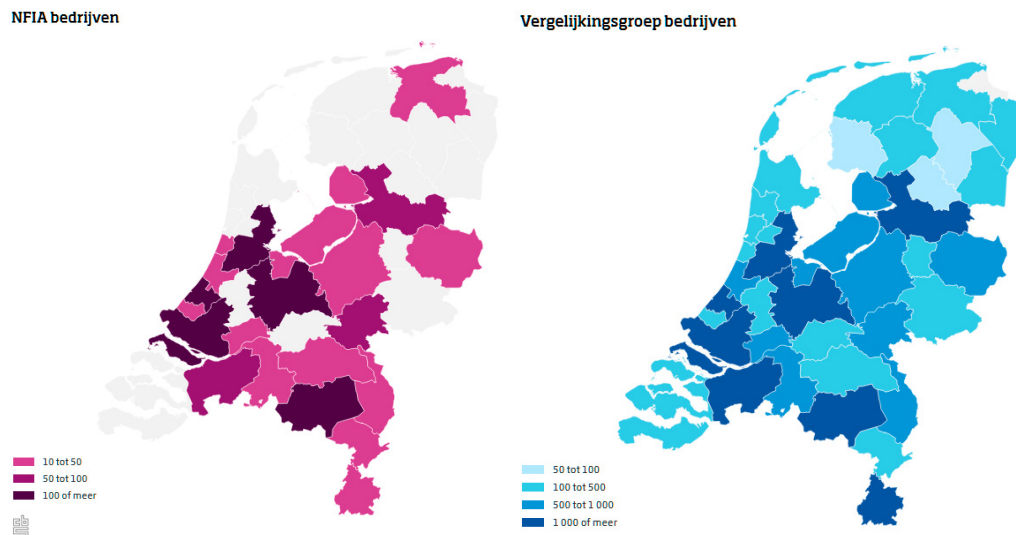 NFIA bedrijven
Vergelijkingsgroep bedrijven
10 tot 50
50 tot 100
100 of meer
50 tot 100
100 tot 500
500 tot 1 000
1 000 of meer